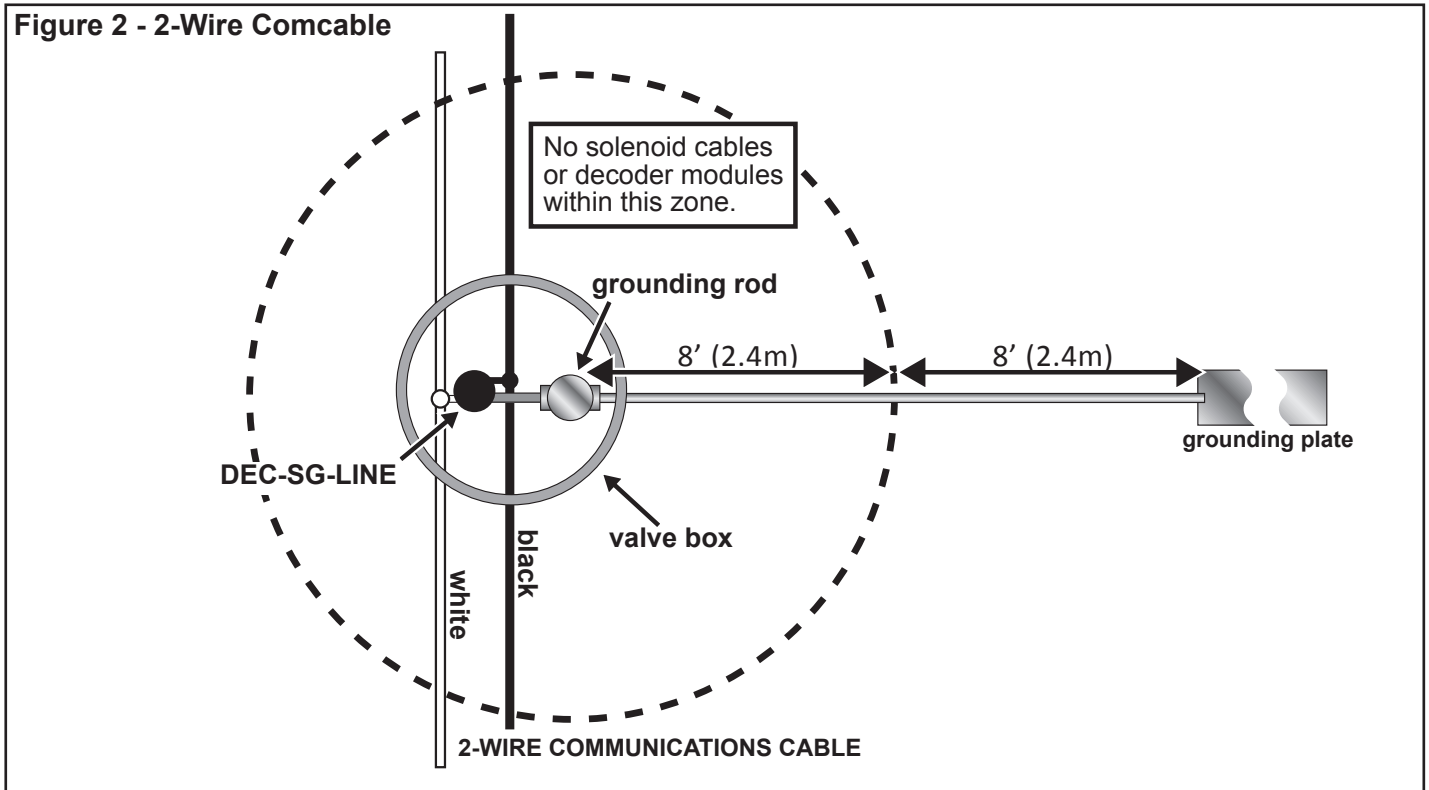 Figure 2 - 2-Wire Comcable
No solenoid cables
or decoder modules
within this zone.
grounding rod
8’ (2.4m)
8’ (2.4m)
grounding plate
DEC-SG-LINE
valve box
black
white
2-WIRE COMMUNICATIONS CABLE